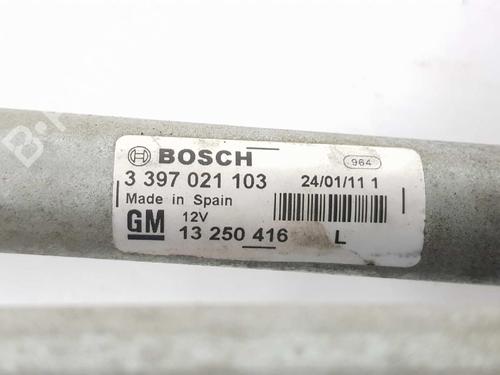 BOSCH
964
3 397 021 103
24/01/11 1
Made in Spain
12V
GM
13 250 416
L